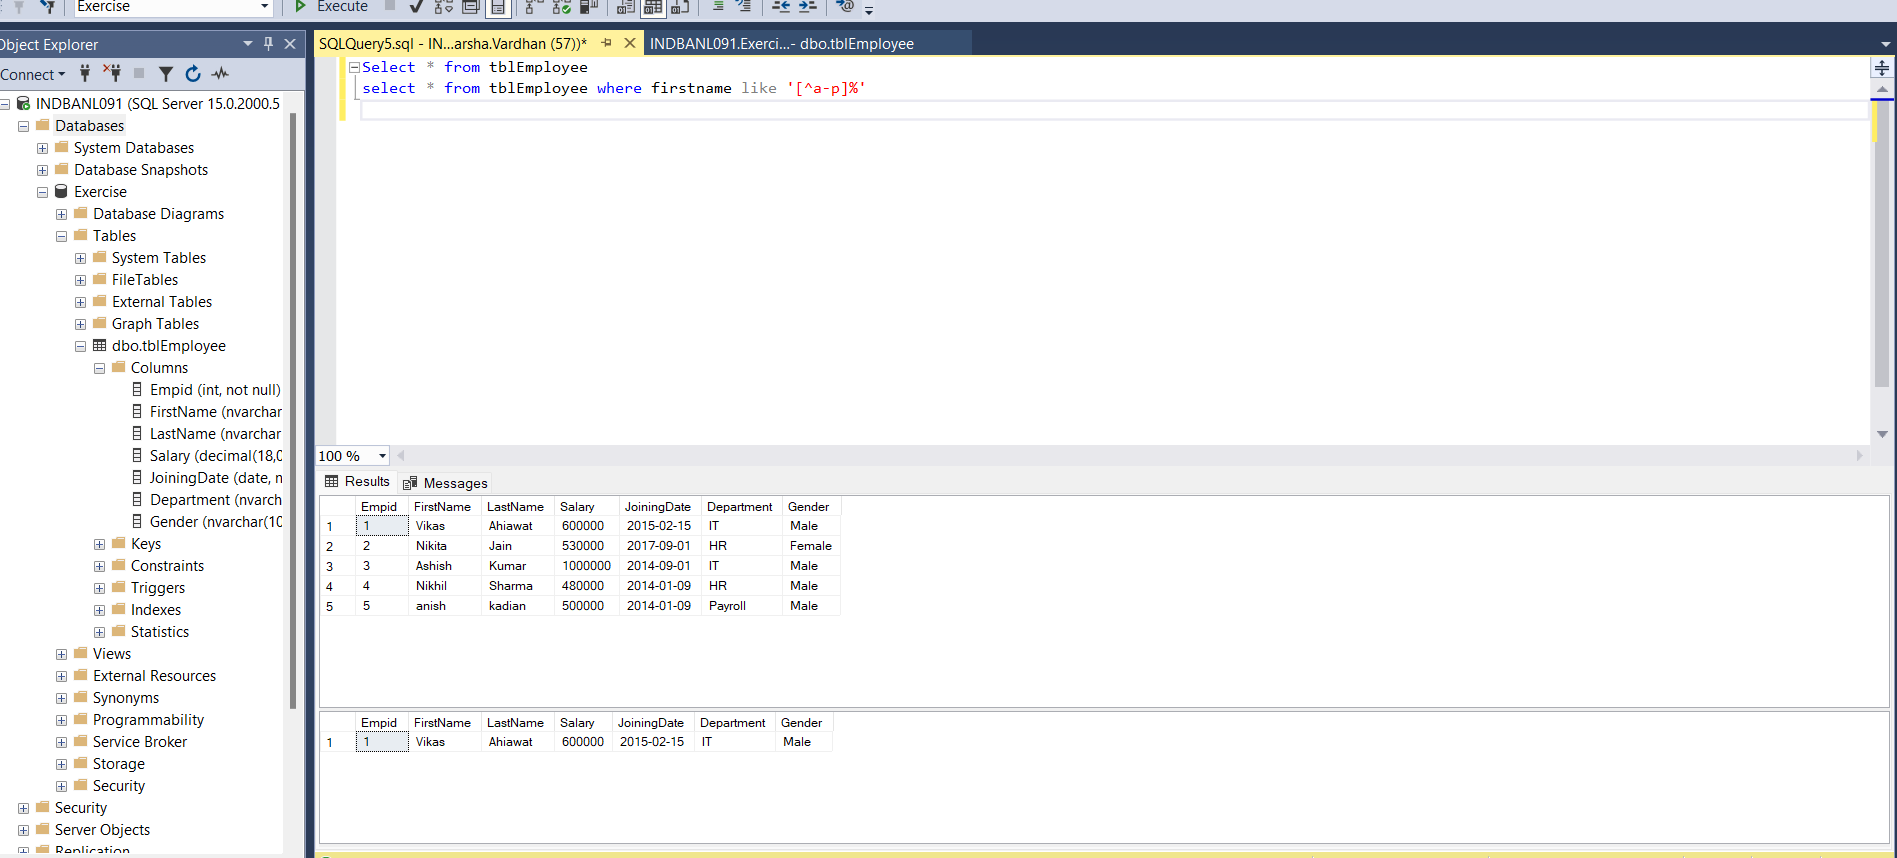 Exercise
Execute
Object Explorer
SQLQuery5.sql - IN...arsha.Vardhan (57))*
INDBANL091.Exerci...- dbo.tblEmployee
Connect
INDBANL091 (SQL Server 15.0.2000.5
Databases
System Databases
Database Snapshots
Exercise
Database Diagrams
Tables
System Tables
FileTables
External Tables
Graph Tables
dbo.tblEmployee
Columns
Empid (int, not null)
FirstName (nvarchar
LastName (nvarchar
Salary (decimal(18,0
JoiningDate (date, n
Department (nvarch
Gender (nvarchar(10
Keys
Constraints
Triggers
Indexes
Statistics
Views
External Resources
Synonyms
Programmability
Service Broker
Storage
Security
Security
Server Objects
Replication
Select * from tblEmployee
select * from tblEmployee where firstname like '[^a-p]%'
100 %
Results Messages
Empid FirstName LastName Salary JoiningDate Department Gender
1 1 Vikas Ahiawat 600000 2015-02-15 IT Male
2 2 Nikita Jain 530000 2017-09-01 HR Female
3 3 Ashish Kumar 1000000 2014-09-01 IT Male
4 4 Nikhil Sharma 480000 2014-01-09 HR Male
5 5 anish kadian 500000 2014-01-09 Payroll Male
Empid FirstName LastName Salary JoiningDate Department Gender
1 1 Vikas Ahiawat 600000 2015-02-15 IT Male